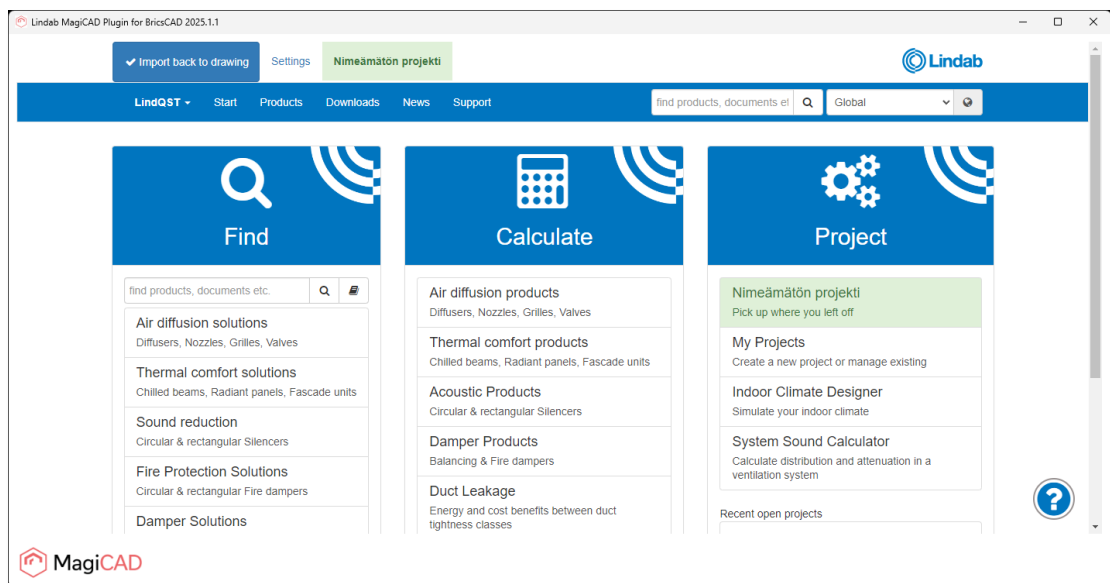 Lindab MagiCAD Plugin for BricsCAD 2025.1.1
Import back to drawing Settings Nimeämätön projekti
Lindab
LindQST Start Products Downloads News Support find products, documents et Global
Find
find products, documents etc.
Air diffusion solutions
Diffusers, Nozzles, Grilles, Valves
Thermal comfort solutions
Chilled beams, Radiant panels, Fascade units
Sound reduction
Circular & rectangular Silencers
Fire Protection Solutions
Circular & rectangular Fire dampers
Damper Solutions
Calculate
Air diffusion products
Diffusers, Nozzles, Grilles, Valves
Thermal comfort products
Chilled beams, Radiant panels, Fascade units
Acoustic Products
Circular & rectangular Silencers
Damper Products
Balancing & Fire dampers
Duct Leakage
Energy and cost benefits between duct
tightness classes
Project
Nimeämätön projekti
Pick up where you left off
My Projects
Create a new project or manage existing
Indoor Climate Designer
Simulate your indoor climate
System Sound Calculator
Calculate distribution and attenuation in a
ventilation system
Recent open projects
?
MagiCAD